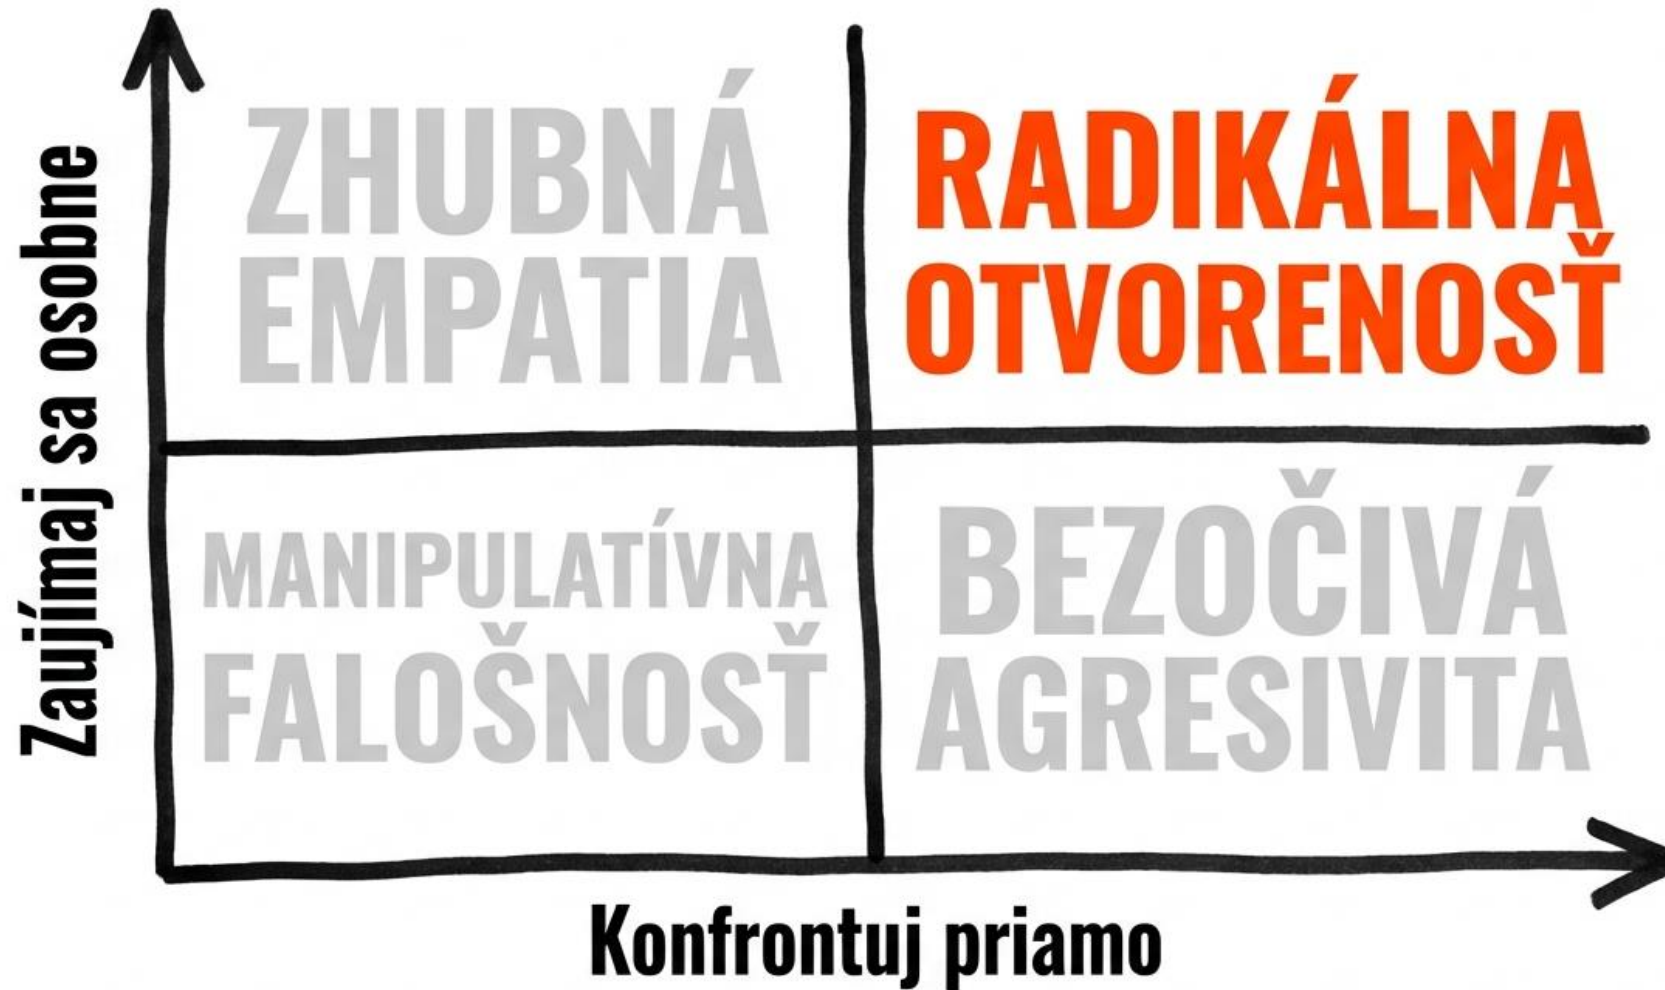 Zaujímaj sa osobne
ZHUBNÁ
EMPATIA
RADIKÁLNA
OTVORENOSŤ
MANIPULATÍVNA
FALOŠNOSŤ
BEZOČIVÁ
AGRESIVITA
Konfrontuj priamo